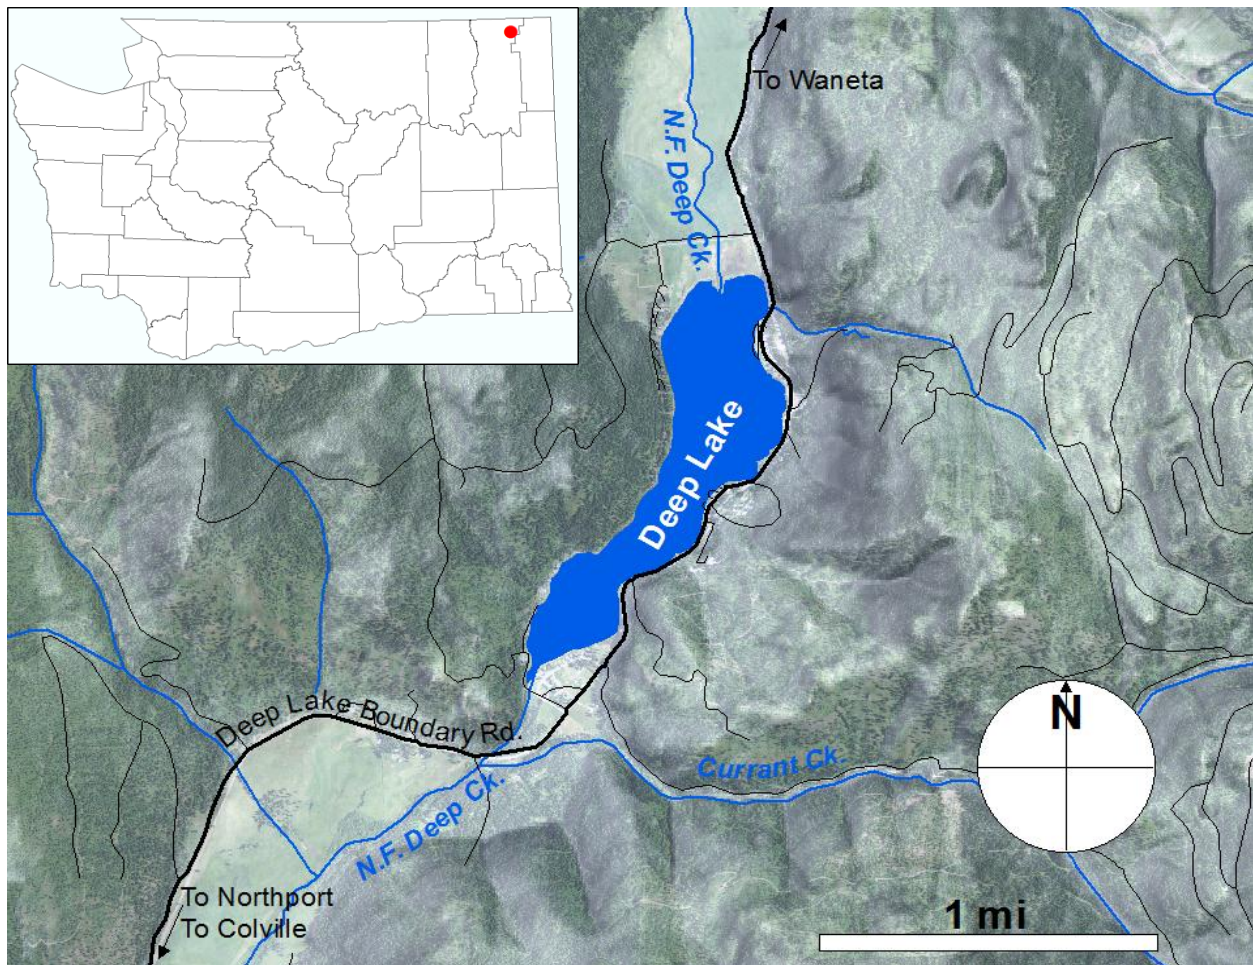 To Waneta
N.F. Deep Ck.
Deep Lake
Deep Lake Boundary Rd.
N
Currant Ck.
N.F. Deep Ck.
To Northport
To Colville
1 mi